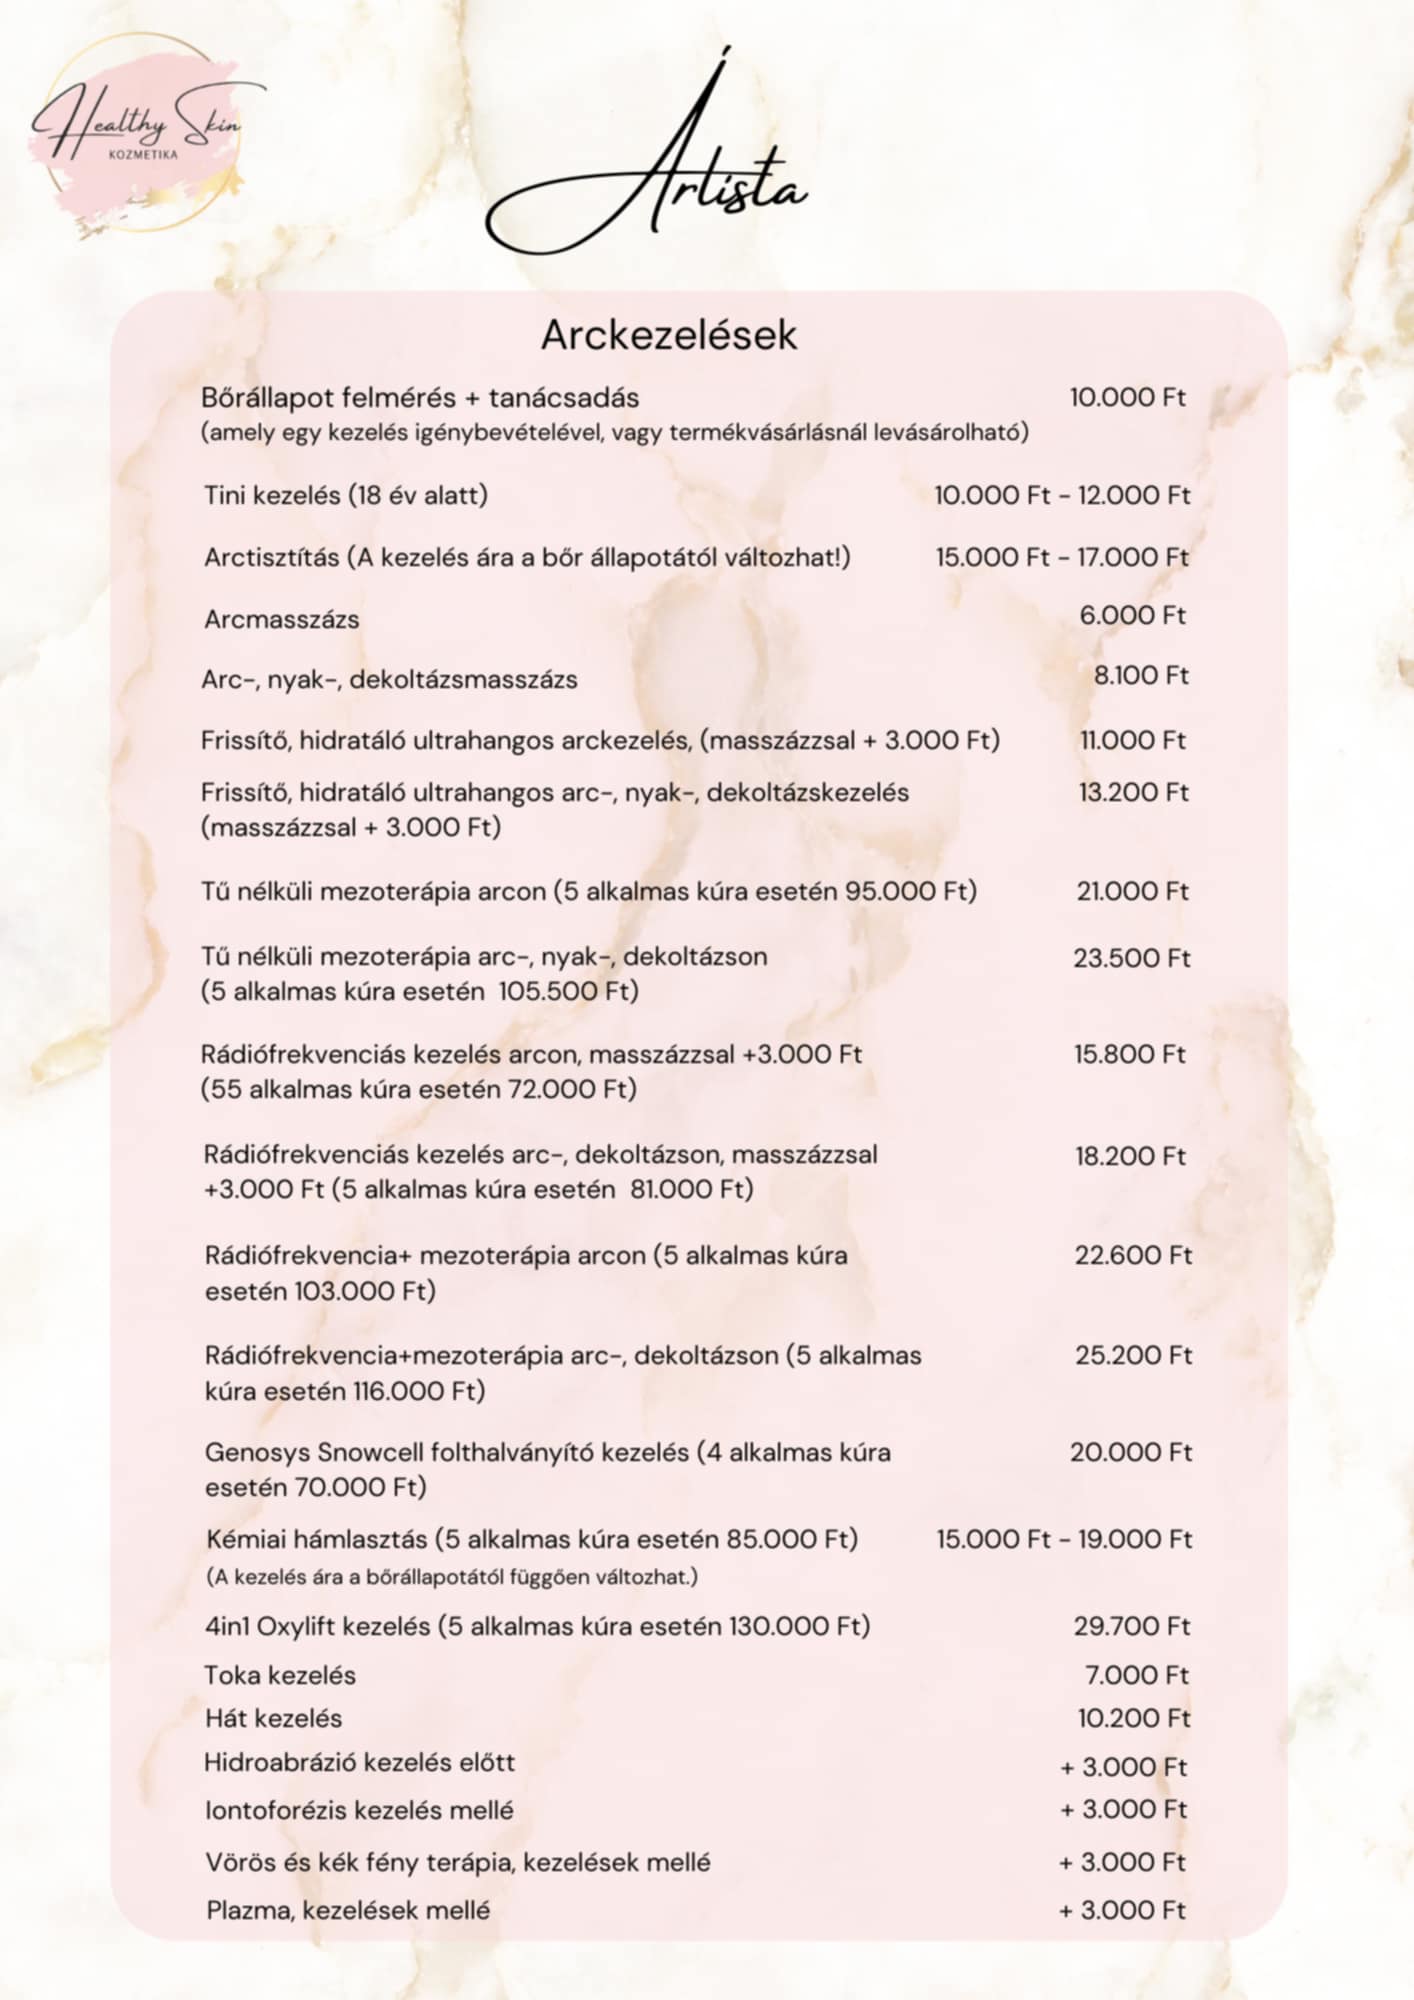 Healthy Skin
KOZMETIKA
Árlista
Arckezelések
Bőrállapot felmérés + tanácsadás 10.000 Ft
(amely egy kezelés igénybevételével, vagy termékvásárlásnál levásárolható)
Tini kezelés (18 év alatt) 10.000 Ft - 12.000 Ft
Arctisztítás (A kezelés ára a bőr állapotától változhat!) 15.000 Ft - 17.000 Ft
Arcmasszázs 6.000 Ft
Arc-, nyak-, dekoltázsmasszázs 8.100 Ft
Frissítő, hidratáló ultrahangos arckezelés, (masszázzsal + 3.000 Ft) 11.000 Ft
Frissítő, hidratáló ultrahangos arc-, nyak-, dekoltázskezelés 13.200 Ft
(masszázzsal + 3.000 Ft)
Tű nélküli mezoterápia arcon (5 alkalmas kúra esetén 95.000 Ft) 21.000 Ft
Tű nélküli mezoterápia arc-, nyak-, dekoltázson 23.500 Ft
(5 alkalmas kúra esetén 105.500 Ft)
Rádiófrekvenciás kezelés arcon, masszázzsal +3.000 Ft 15.800 Ft
(55 alkalmas kúra esetén 72.000 Ft)
Rádiófrekvenciás kezelés arc-, dekoltázson, masszázzsal 18.200 Ft
+3.000 Ft (5 alkalmas kúra esetén 81.000 Ft)
Rádiófrekvencia+ mezoterápia arcon (5 alkalmas kúra 22.600 Ft
esetén 103.000 Ft)
Rádiófrekvencia+mezoterápia arc-, dekoltázson (5 alkalmas 25.200 Ft
kúra esetén 116.000 Ft)
Genosys Snowcell folthalványító kezelés (4 alkalmas kúra 20.000 Ft
esetén 70.000 Ft)
Kémiai hámlasztás (5 alkalmas kúra esetén 85.000 Ft) 15.000 Ft - 19.000 Ft
(A kezelés ára a bőrállapotától függően változhat.)
4in1 Oxylift kezelés (5 alkalmas kúra esetén 130.000 Ft) 29.700 Ft
Toka kezelés 7.000 Ft
Hát kezelés 10.200 Ft
Hidroabrázió kezelés előtt + 3.000 Ft
Iontoforézis kezelés mellé + 3.000 Ft
Vörös és kék fény terápia, kezelések mellé + 3.000 Ft
Plazma, kezelések mellé + 3.000 Ft